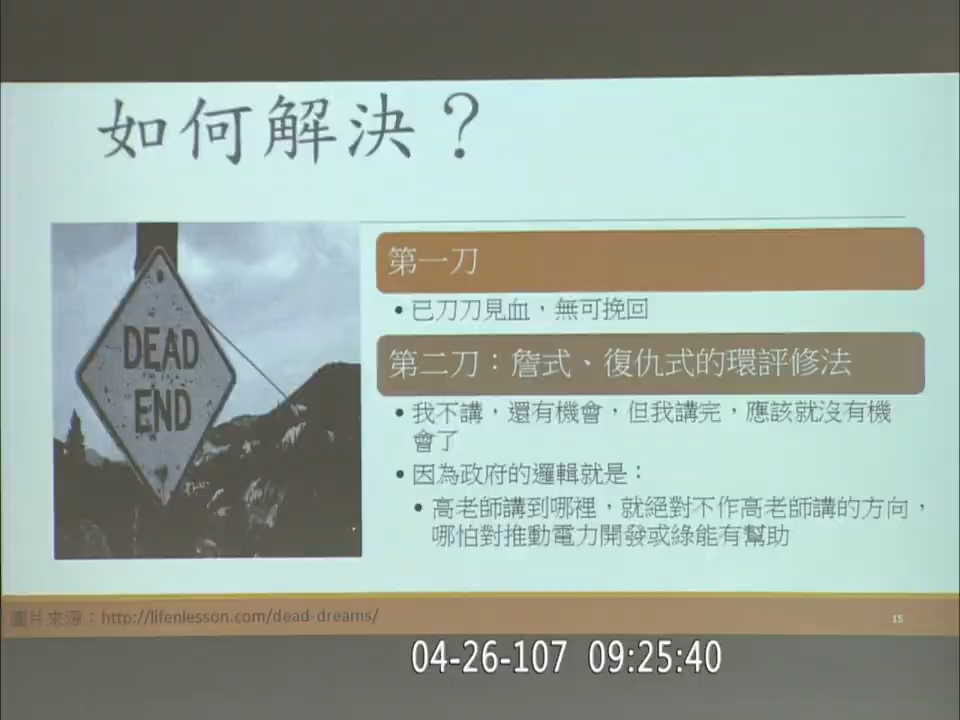 如何解決？
DEAD
END
第一刀
•已刀刀見血，無可挽回
第二刀：詹式、復仇式的環評修法
•我不講，還有機會，但我講完，應該就沒有機
會了
•因為政府的邏輯就是：
•高老師講到哪裡，就絕對不作高老師講的方向，
哪怕對推動電力開發或綠能有幫助
圖片來源：http://lifenlesson.com/dead-dreams/
15
04-26-107 09:25:40